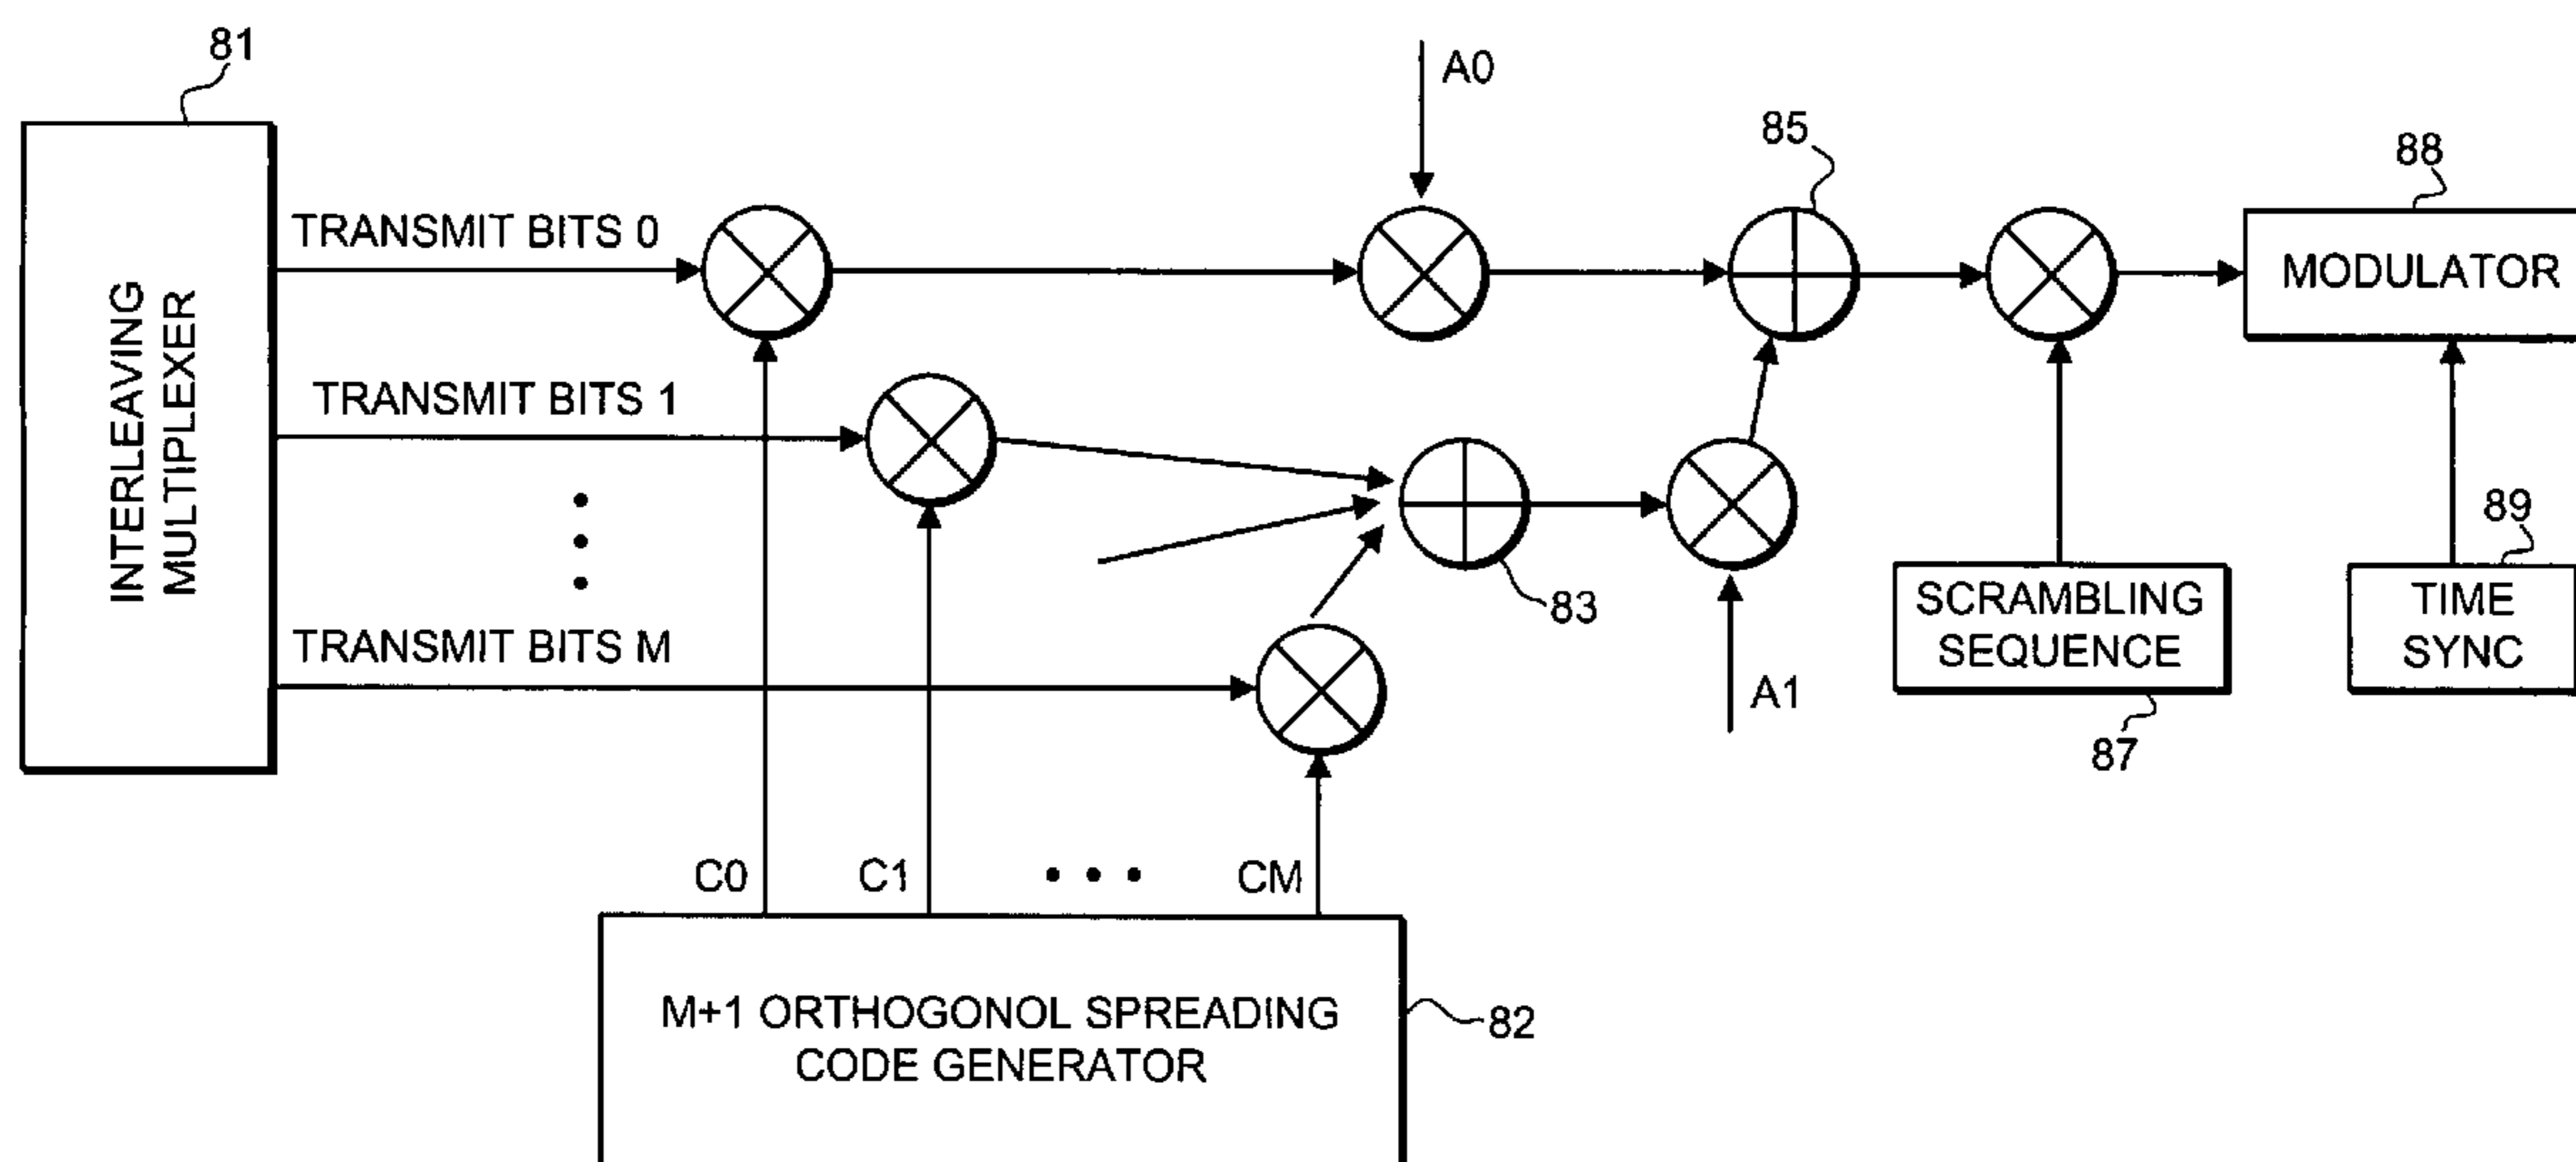 81
A0
85
88
TRANSMIT BITS 0
INTERLEAVING
MULTIPLEXER
MODULATOR
TRANSMIT BITS 1
89
83
SCRAMBLING
SEQUENCE
TIME
SYNC
TRANSMIT BITS M
A1
87
C0
C1
CM
M+1 ORTHOGONOL SPREADING
CODE GENERATOR
82